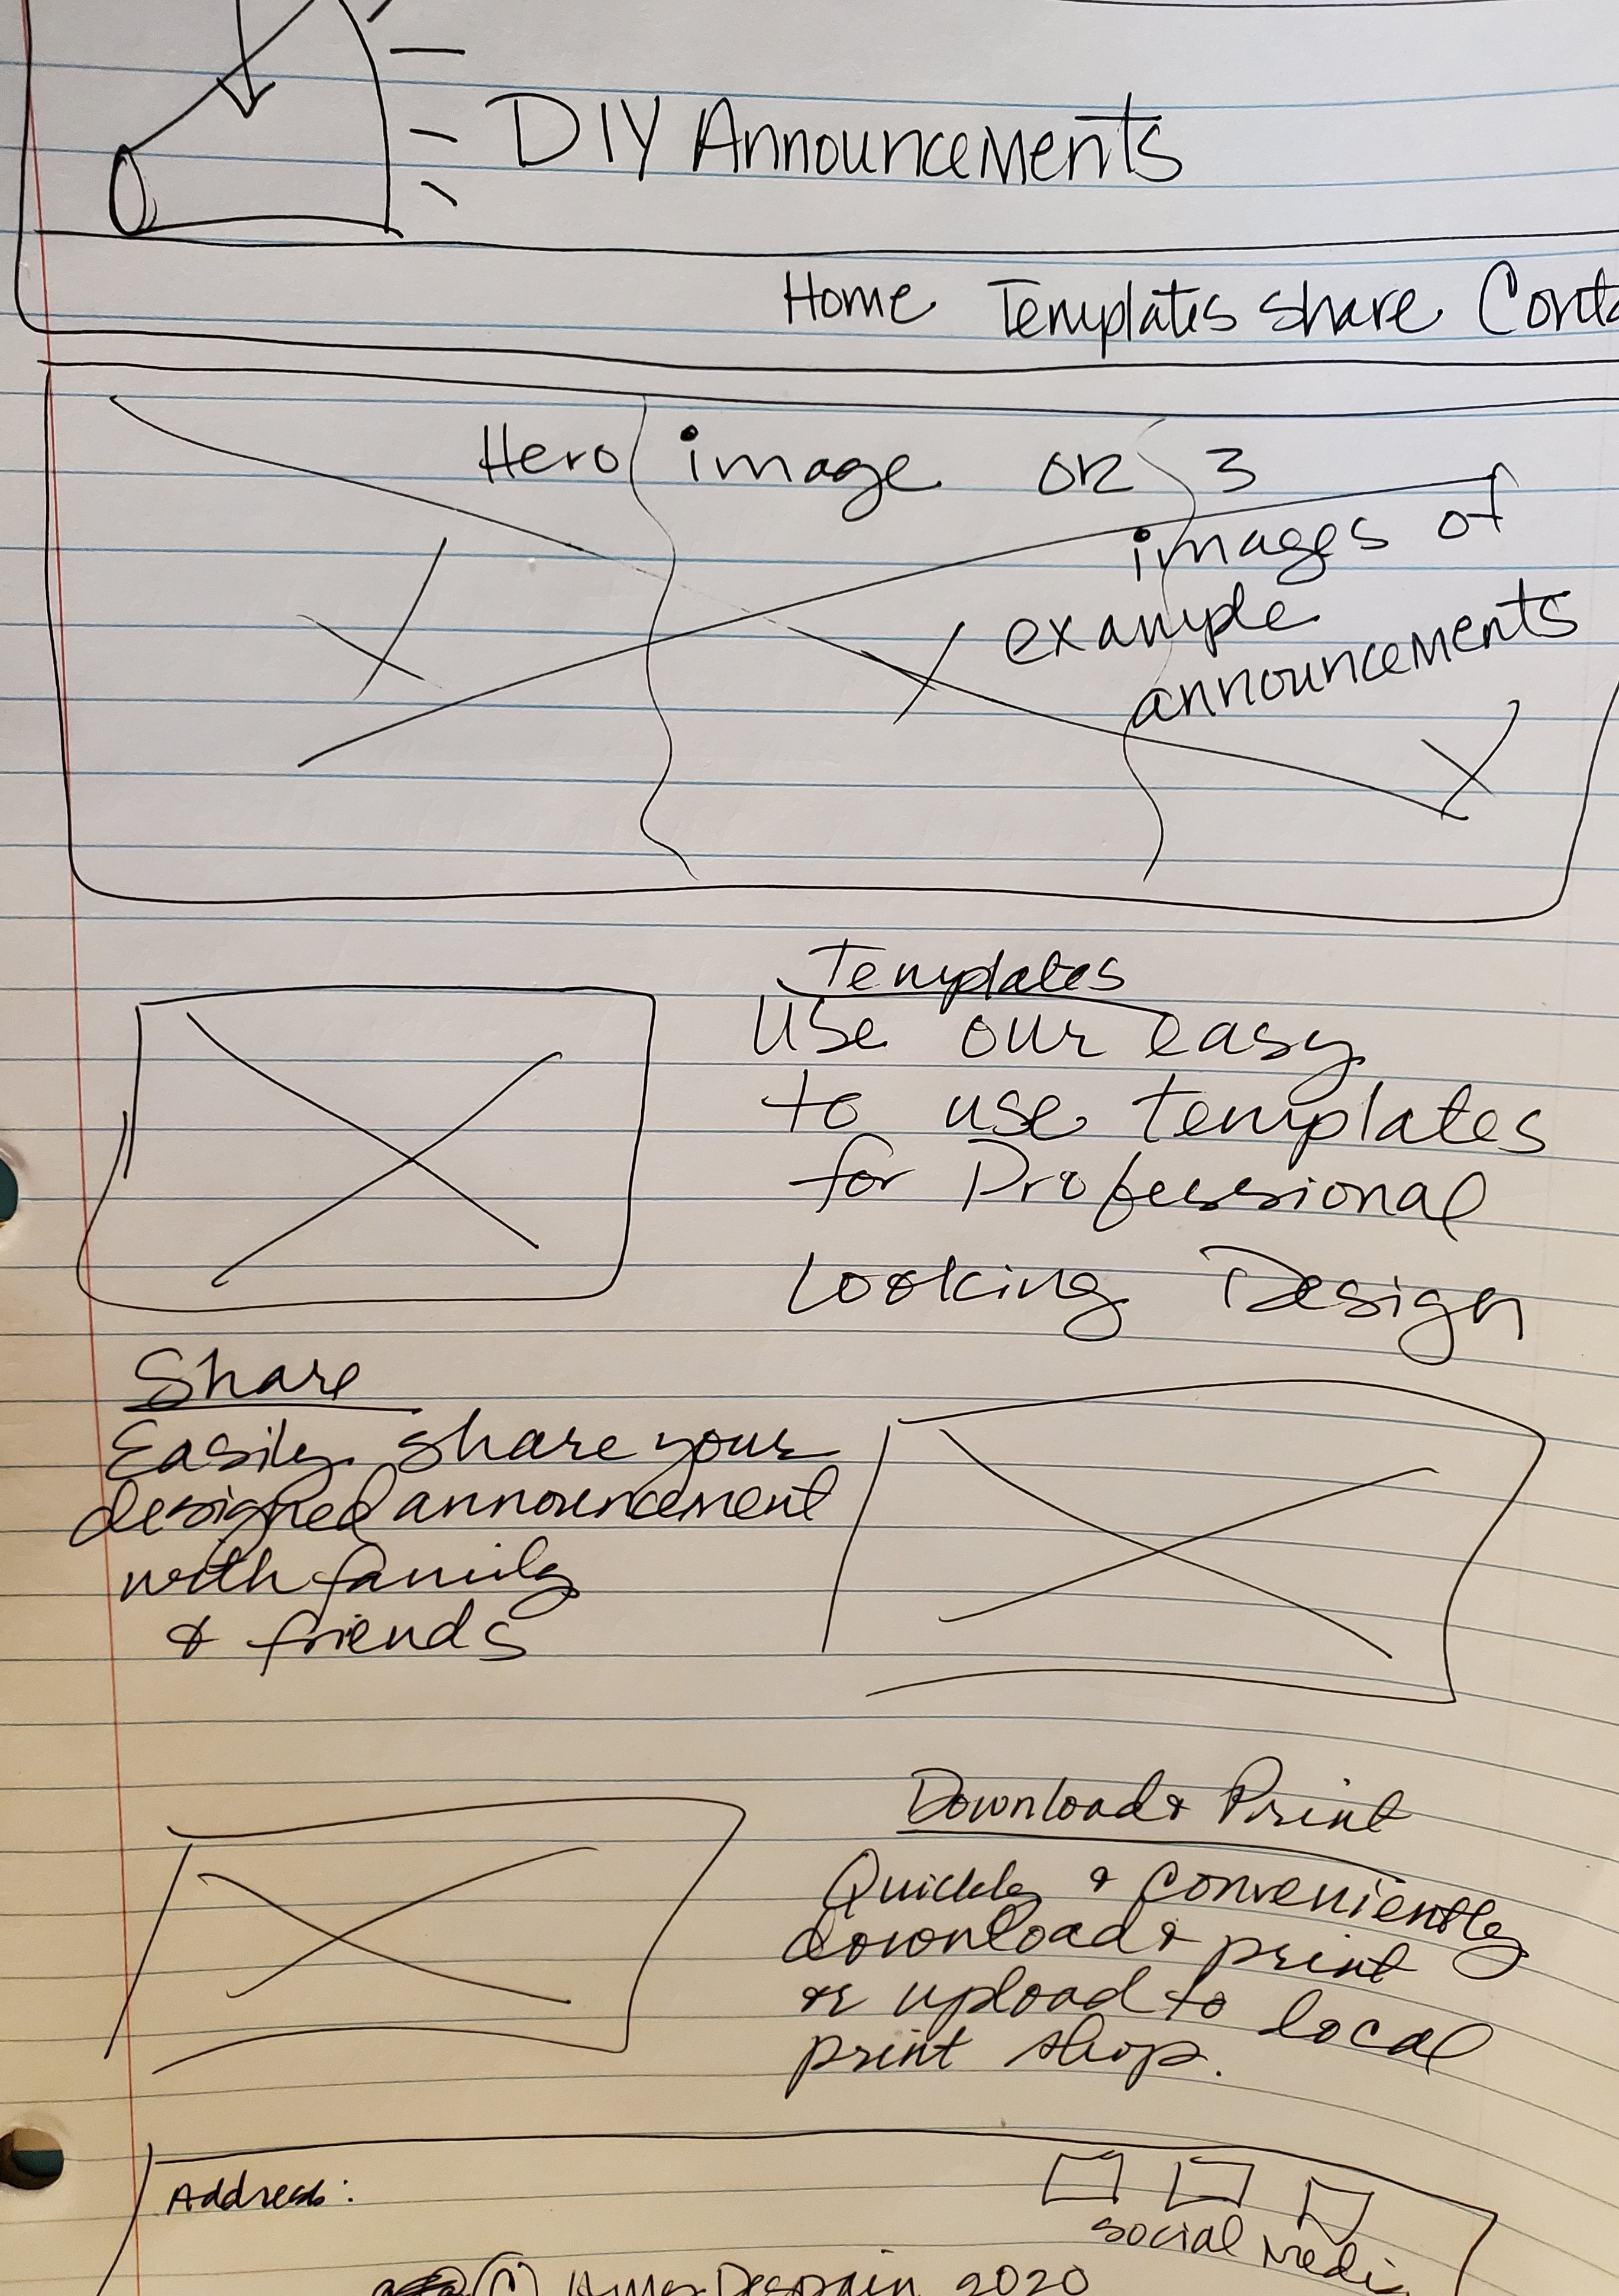 DIY Announcements
Home Templates Share Conta
Hero image or 3
images of
example
announcements
Templates
Use our easy
to use templates
for Professional
Looking Design
Share
Easily share your
designed announcement
with family
& friends
Download & Print
Quickly & conveniently
download & print
or upload to local
print shop.
Address:
social Media
(C) Despain 2020